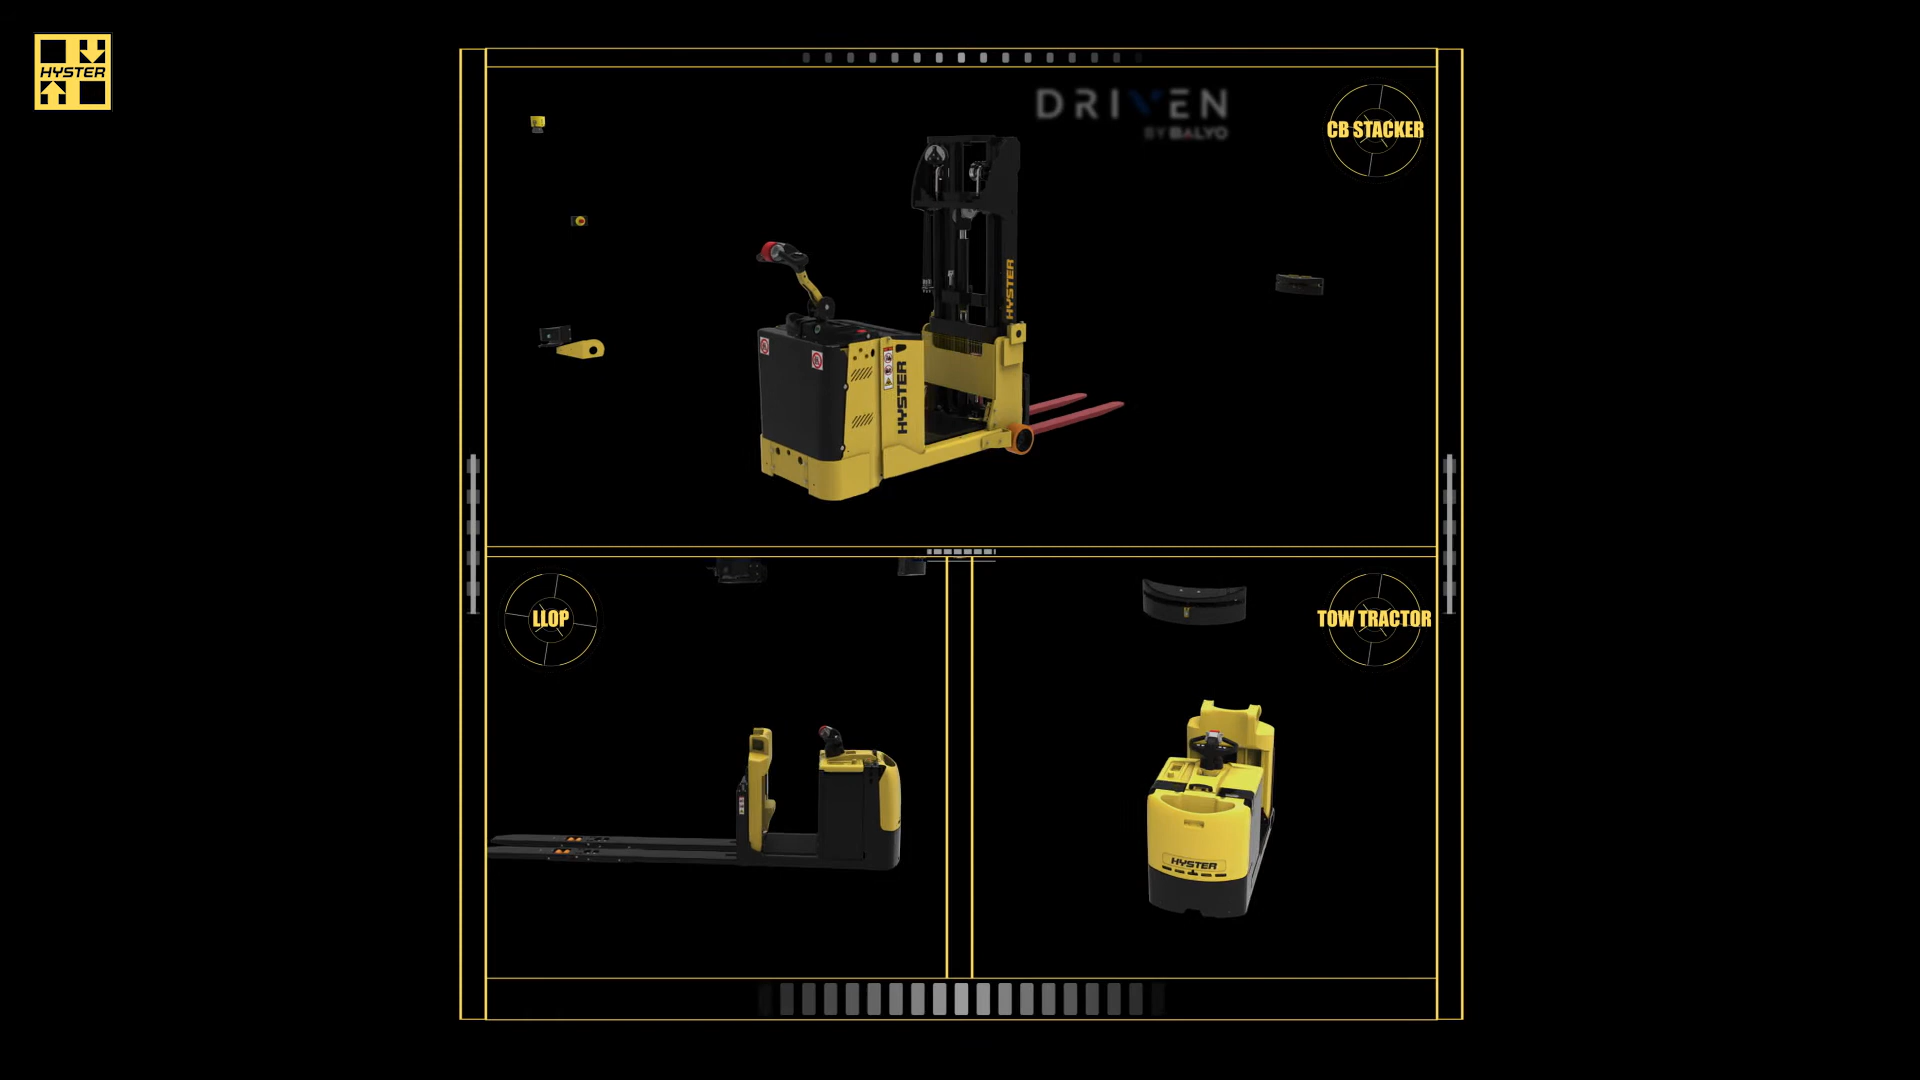 HYSTER
DRIVEN
BY BALYO
CB STACKER
HYSTER
HYSTER
LLOP
TOW TRACTOR
HYSTER